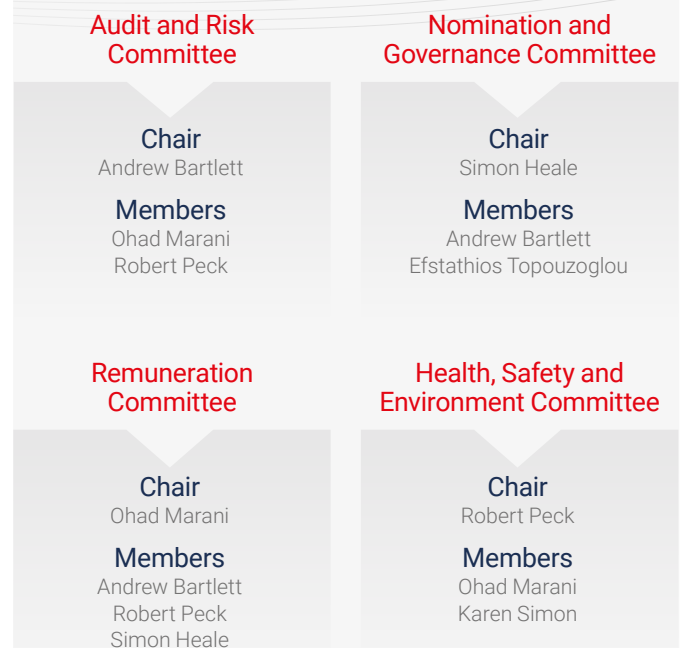 Audit and Risk
Committee
Chair
Andrew Bartlett
Members
Ohad Marani
Robert Peck
Nomination and
Governance Committee
Chair
Simon Heale
Members
Andrew Bartlett
Efstathios Topouzoglou
Remuneration
Committee
Chair
Ohad Marani
Members
Andrew Bartlett
Robert Peck
Simon Heale
Health, Safety and
Environment Committee
Chair
Robert Peck
Members
Ohad Marani
Karen Simon